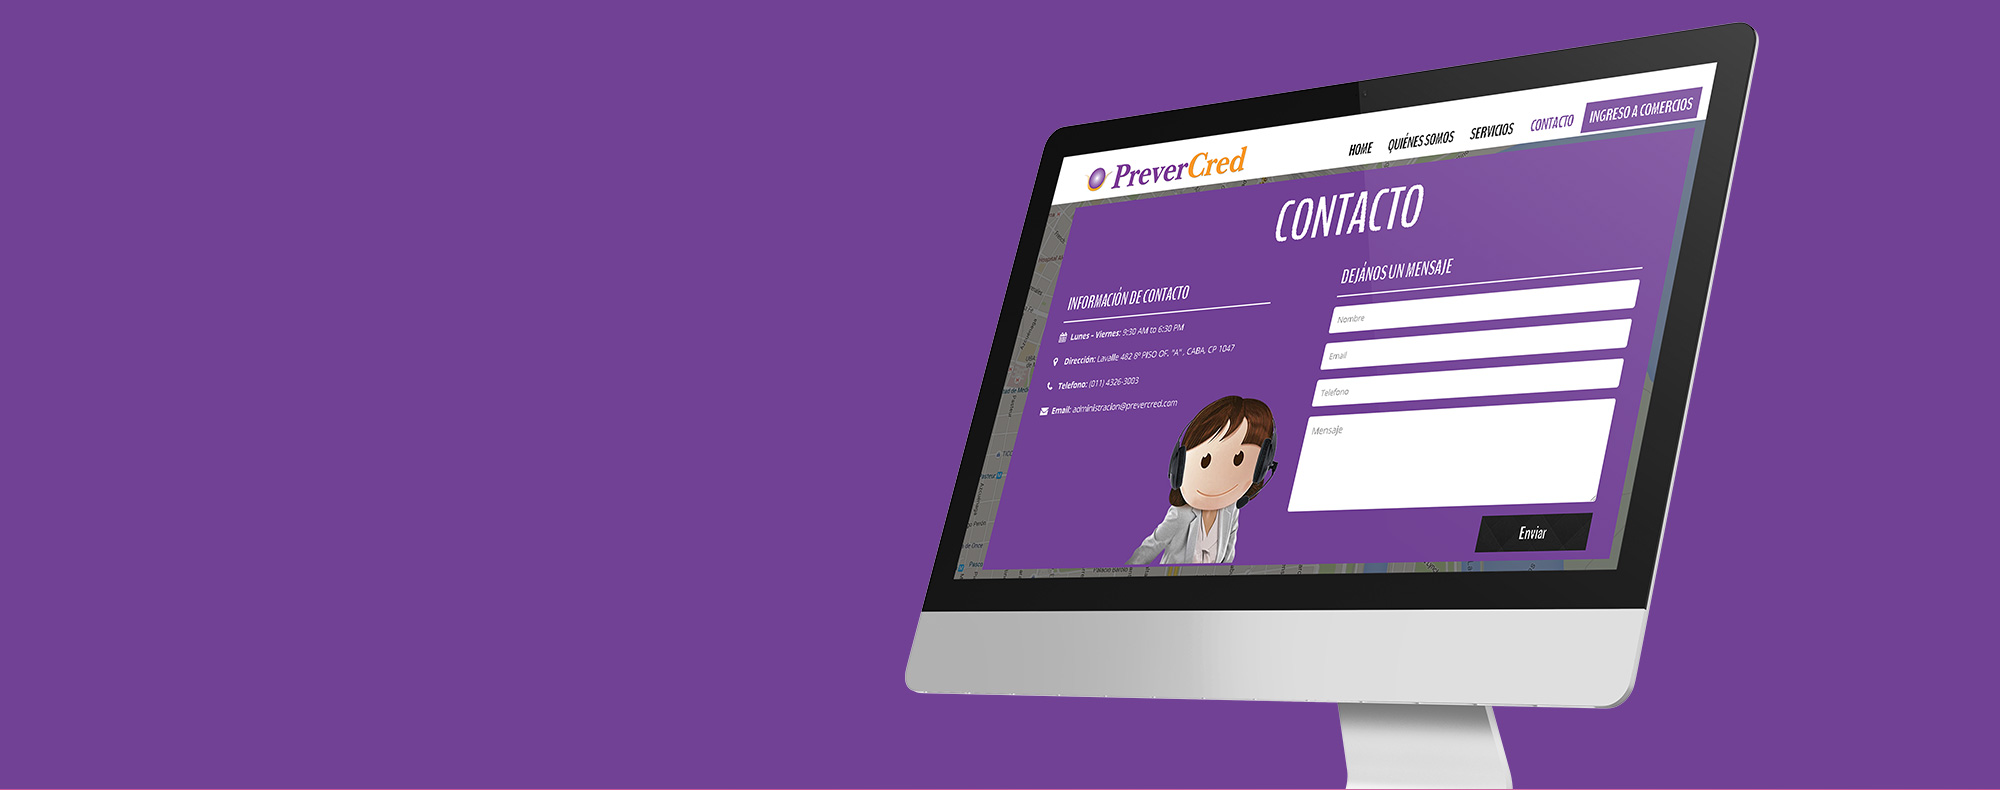 PreverCred
HOME QUIÉNES SOMOS SERVICIOS CONTACTO INGRESO A COMERCIOS
CONTACTO
INFORMACIÓN DE CONTACTO
Lunes - Viernes: 9:30 AM to 6:30 PM
Dirección: Lavalle 482 8º PISO OF. "A" , CABA, CP 1047
Telefono: (011) 4326-3003
Email: administracion@prevercred.com
DEJÁNOS UN MENSAJE
Nombre
Email
Telefono
Mensaje
Enviar